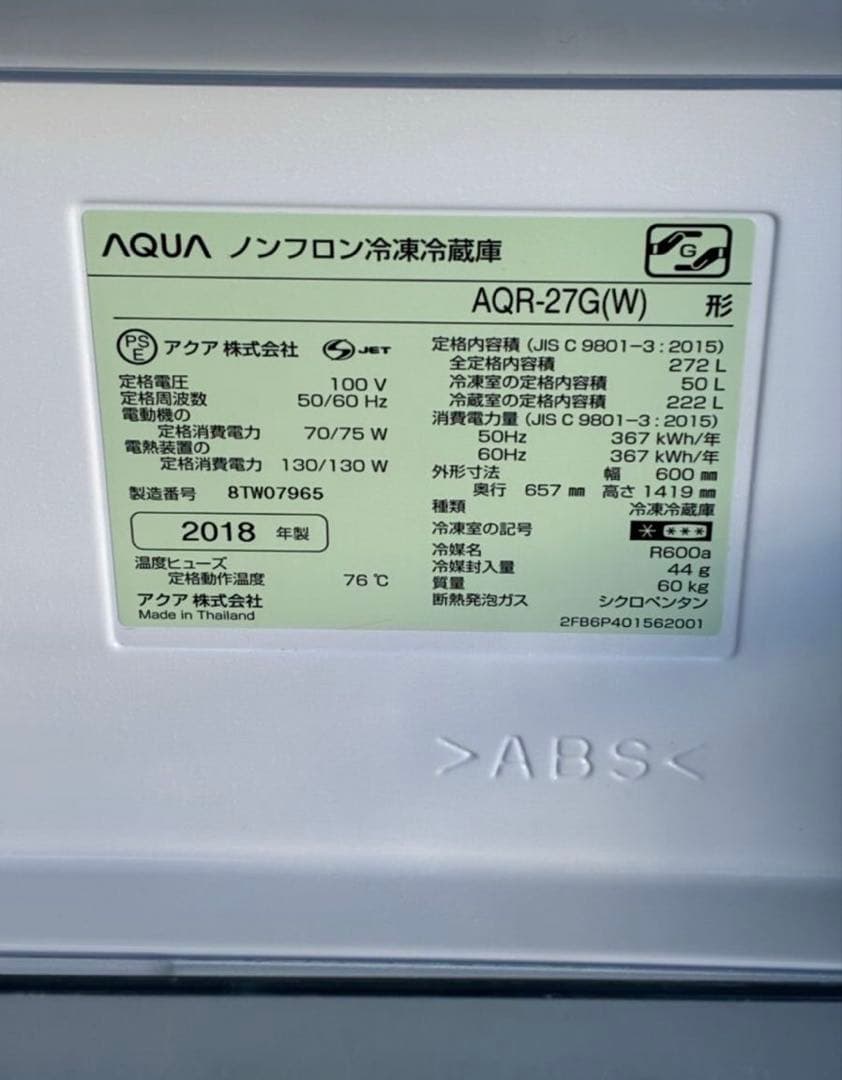 AQUA ノンフロン冷凍冷蔵庫
G
AQR-27G(W) 形
PS E アクア 株式会社 S JET
定格電圧 100 V
定格周波数 50/60 Hz
電動機の
定格消費電力 70/75 W
電熱装置の
定格消費電力 130/130 W
製造番号 8TW07965
2018 年製
温度ヒューズ
定格動作温度 76 ℃
アクア 株式会社
Made in Thailand
定格内容積 (JIS C 9801-3 : 2015)
全定格内容積 272 L
冷凍室の定格内容積 50 L
冷蔵室の定格内容積 222 L
消費電力量 (JIS C 9801-3 : 2015)
50Hz 367 kWh/年
60Hz 367 kWh/年
外形寸法 幅 600 ㎜
奥行 657 ㎜ 高さ 1419 ㎜
種類 冷凍冷蔵庫
冷凍室の記号 * ***
冷媒名 R600a
冷媒封入量 44 g
質量 60 kg
断熱発泡ガス シクロペンタン
2FB6P401562001
>ABS<